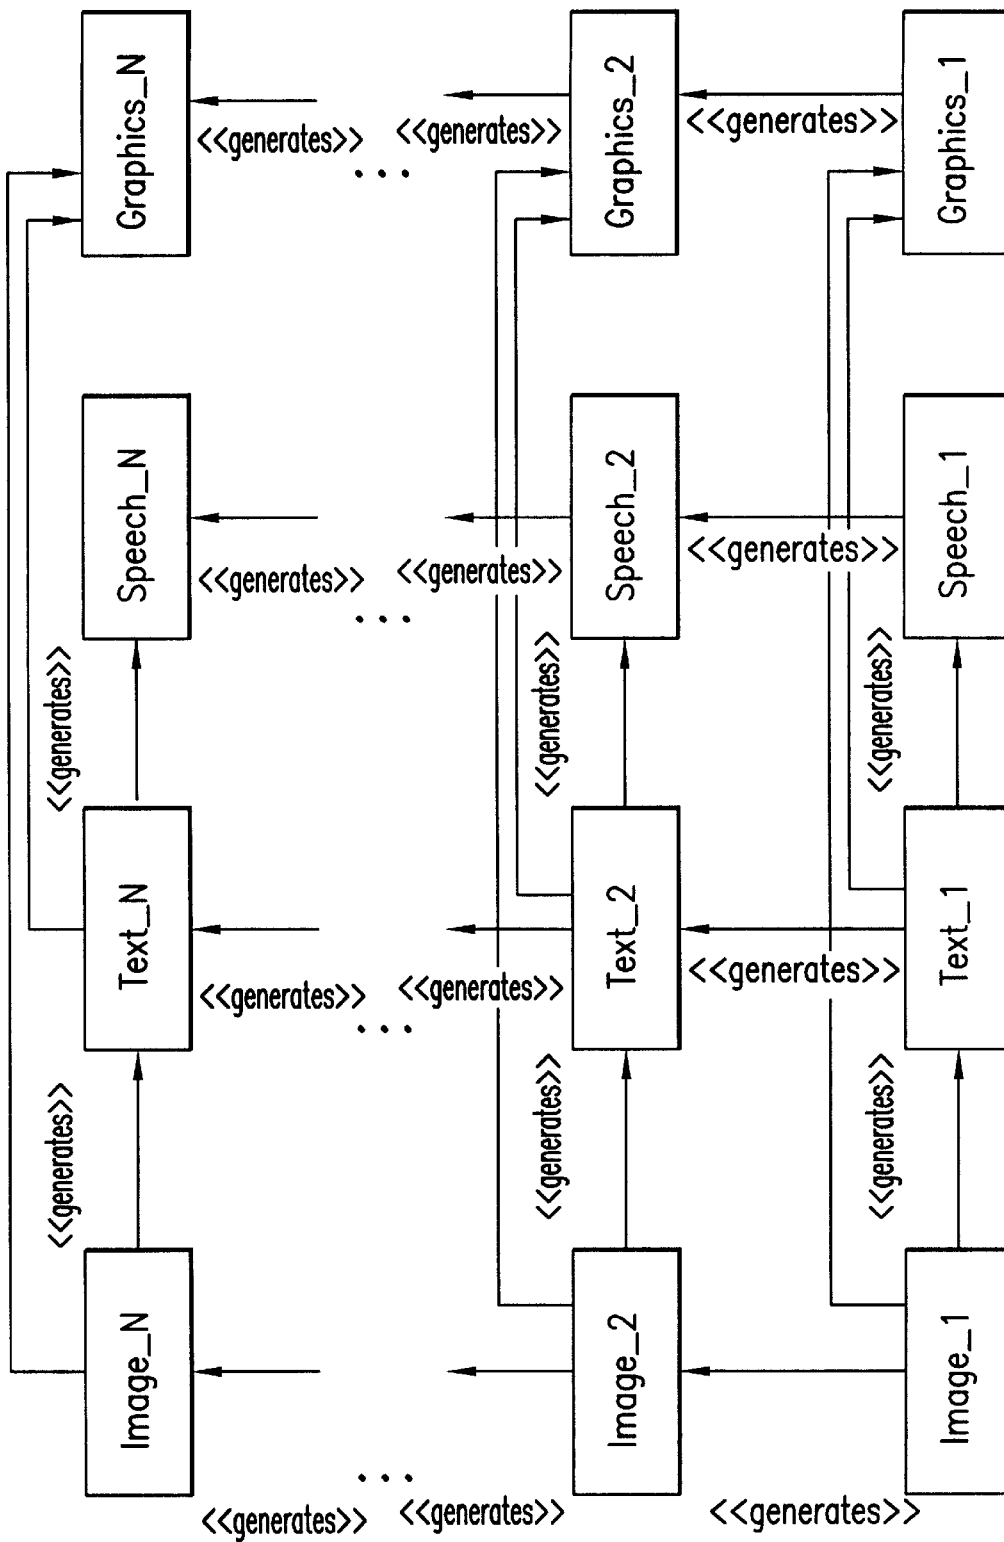 <<generates>>
<<generates>>
Image_N
Text_N
Speech_N
Graphics_N
<<generates>>
<<generates>>
<<generates>>
<<generates>>
...
...
...
...
<<generates>>
<<generates>>
<<generates>>
<<generates>>
<<generates>>
<<generates>>
Image_2
Text_2
Speech_2
Graphics_2
<<generates>>
<<generates>>
<<generates>>
<<generates>>
<<generates>>
<<generates>>
Image_1
Text_1
Speech_1
Graphics_1